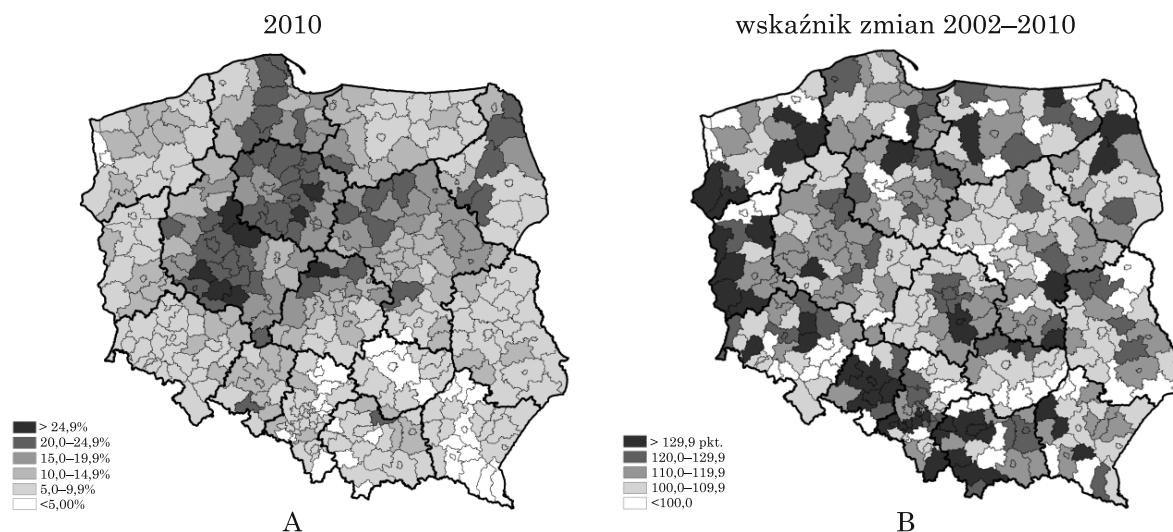 2010
wskaźnik zmian 2002–2010
> 24,9%
20,0–24,9%
15,0–19,9%
10,0–14,9%
5,0–9,9%
<5,00%
A
> 129,9 pkt.
120,0–129,9
110,0–119,9
100,0–109,9
<100,0
B